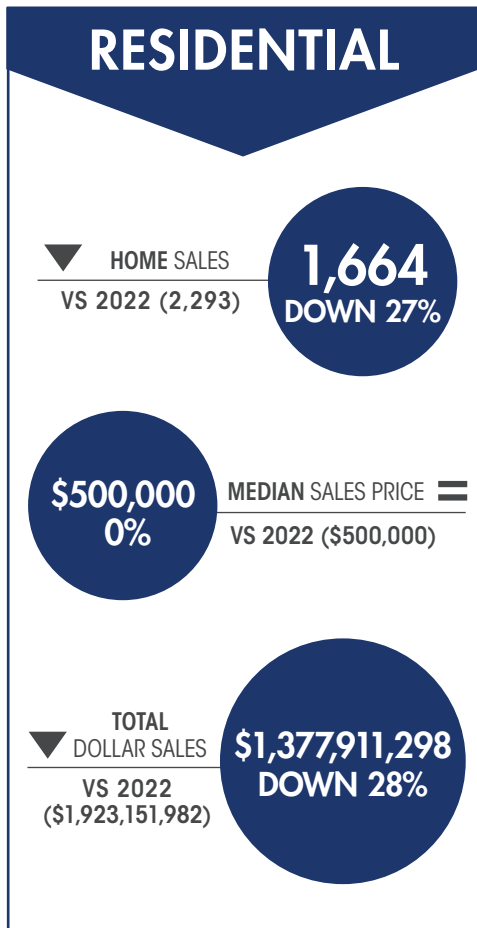 RESIDENTIAL
HOME SALES
VS 2022 (2,293)
1,664
DOWN 27%
$500,000
0%
MEDIAN SALES PRICE
VS 2022 ($500,000)
TOTAL
DOLLAR SALES
VS 2022
($1,923,151,982)
$1,377,911,298
DOWN 28%